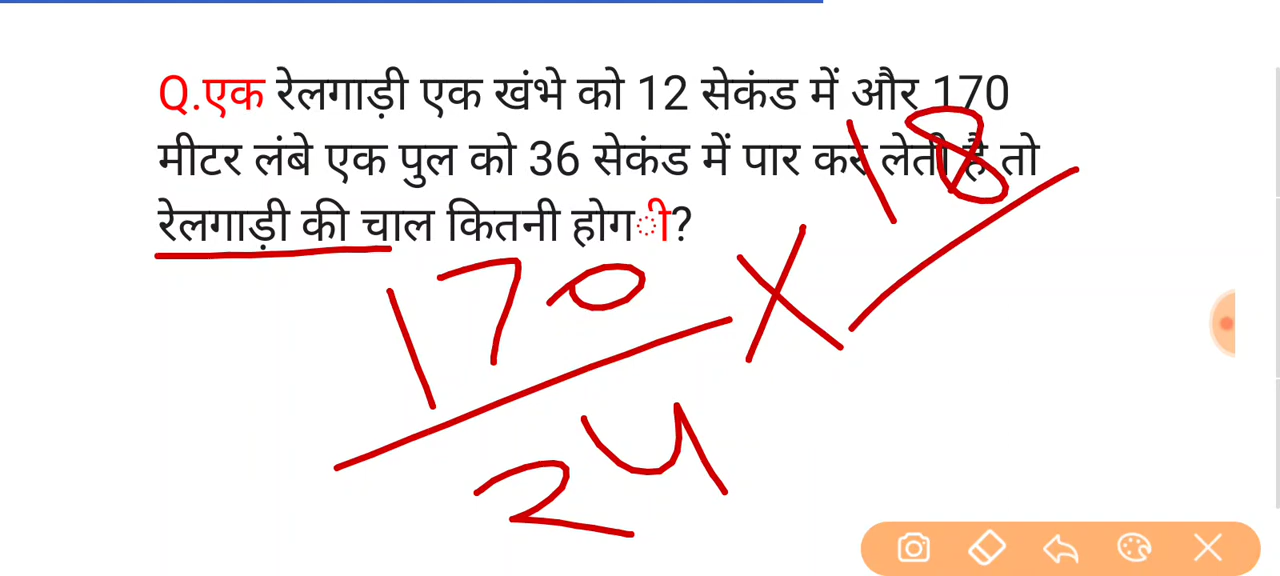 Q.एक रेलगाड़ी एक खंभे को 12 सेकंड में और 170
मीटर लंबे एक पुल को 36 सेकंड में पार कर लेती है तो
रेलगाड़ी की चाल कितनी होगी?
170 × 18
24